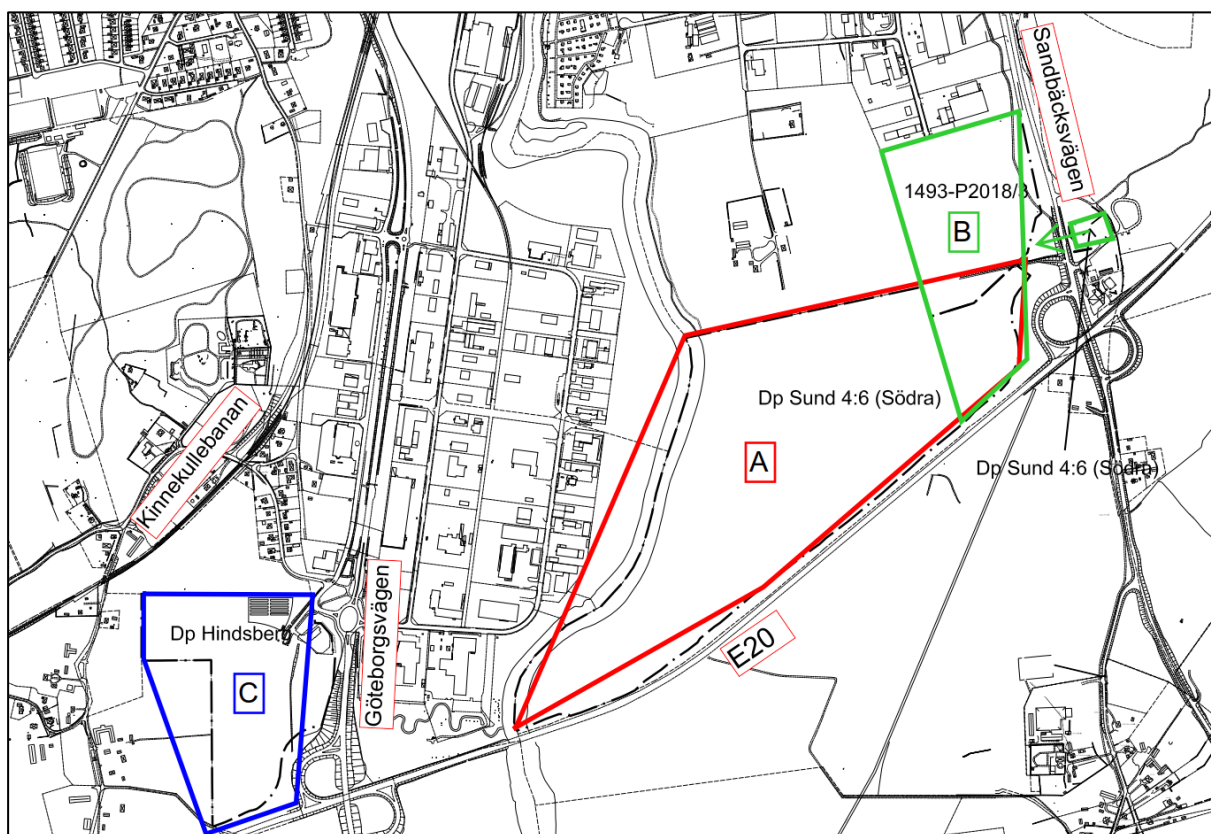 Sandbäcksvägen
1493-P2018/3
B
Dp Sund 4:6 (Södra)
A
Dp Sund 4:6 (Södra)
Kinnekullebanan
Göteborgsvägen
E20
Dp Hindsberg
C